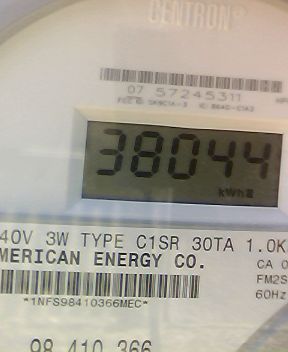 CENTRON®
07 57245311
38044
kWh
40V 3W TYPE C1SR 30TA 1.0K
MERICAN ENERGY CO.
CA 0
FM2S
60Hz
*1NFS98410366MEC*
98 410 366